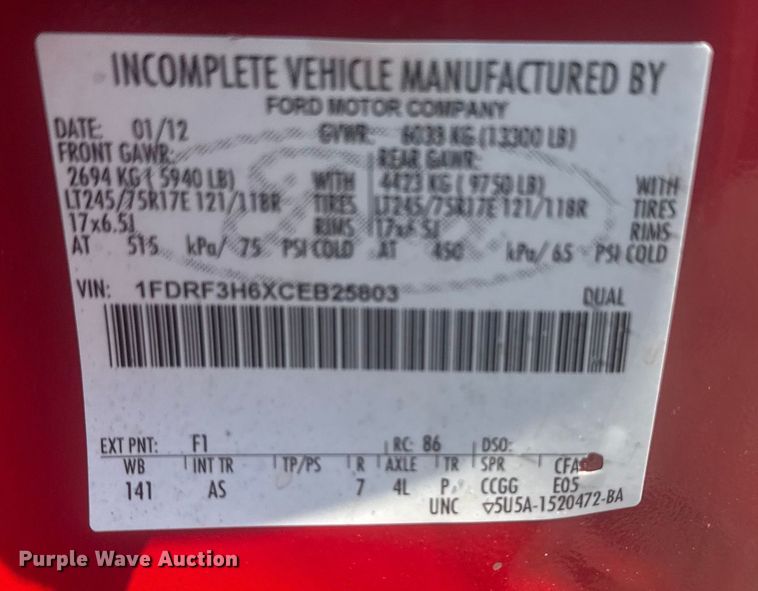 INCOMPLETE VEHICLE MANUFACTURED BY
FORD MOTOR COMPANY
DATE: 01/12 GVWR: 6033 KG (13300 LB)
FRONT GAWR: REAR GAWR:
2694 KG ( 5940 LB) WITH 4423 KG ( 9750 LB) WITH
LT245/75R17E 121/118R TIRES LT245/75R17E 121/118R TIRES
17x6.5J RIMS 17x6.5J RIMS
AT 515 kPa/ 75 PSI COLD AT 450 kPa/ 65 PSI COLD
VIN: 1FDRF3H6XCEB25803 DUAL
EXT PNT: F1 RC: 86 DSO:
WB INT TR TP/PS R AXLE TR SPR
141 AS 7 4L P CCGG E05
UNC 5U5A-1520472-BA
Purple Wave Auction